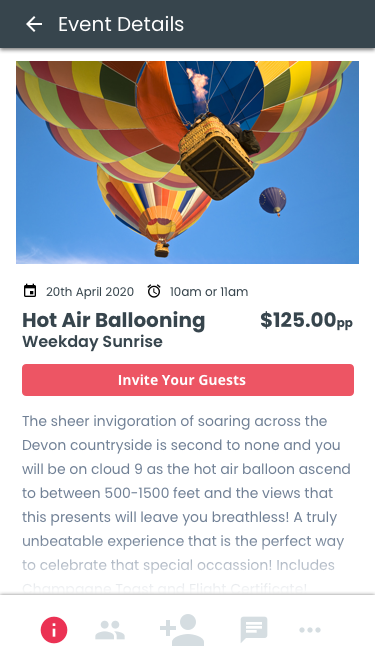 Event Details
20th April 2020 10am or 11am
Hot Air Ballooning $125.00pp
Weekday Sunrise
Invite Your Guests
The sheer invigoration of soaring across the
Devon countryside is second to none and you
will be on cloud 9 as the hot air balloon ascend
to between 500-1500 feet and the views that
this presents will leave you breathless! A truly
unbeatable experience that is the perfect way
to celebrate that special occassion! Includes
Champagne Toast and Flight Certificate!